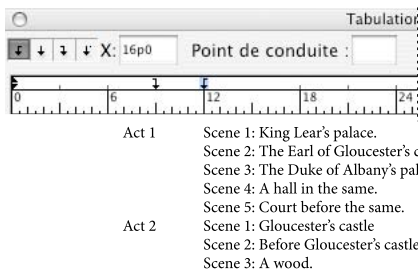 Tabulation
X: 16p0 Point de conduite :
0 6 12 18 24
Act 1 Scene 1: King Lear's palace.
Scene 2: The Earl of Gloucester's
Scene 3: The Duke of Albany's
Scene 4: A hall in the same.
Scene 5: Court before the same.
Act 2 Scene 1: Gloucester's castle
Scene 2: Before Gloucester's castle
Scene 3: A wood.